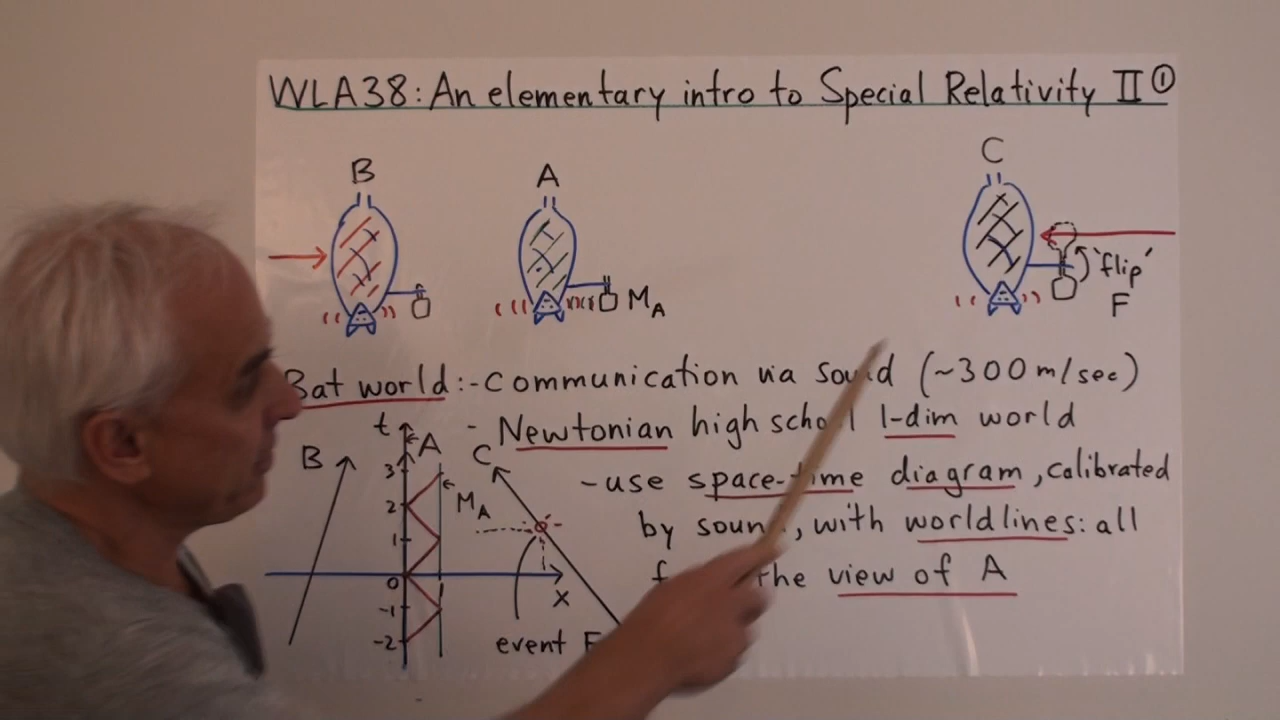 WLA38: An elementary intro to Special Relativity II ①
B
A
C
M_A
'flip'
F
Bat world: - Communication via sound (~300 m/sec)
- Newtonian high school 1-dim world
- use space-time diagram, calibrated
by sound, with worldlines: all
the view of A
t
A
B
C
M_A
3
2
1
0
-1
-2
x
event